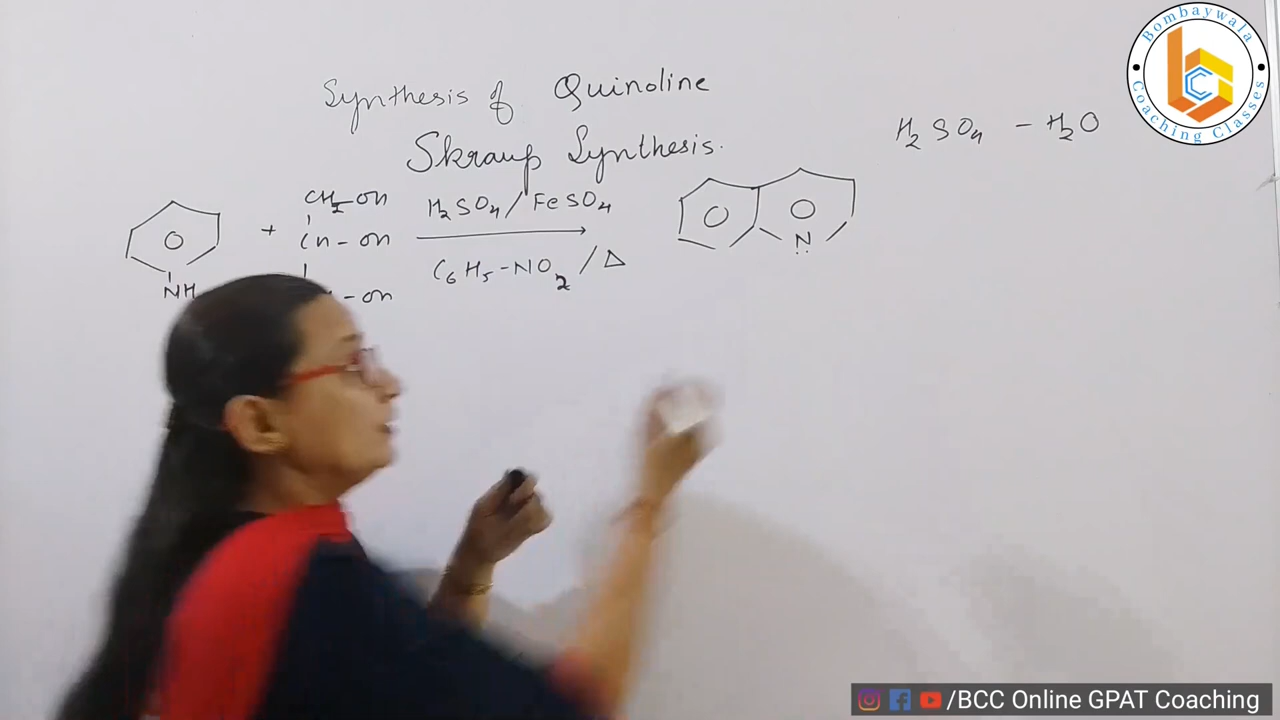 Synthesis of Quinoline
Skraup Synthesis.
H2SO4 – H2O
NH
+
CH2–OH
CH–OH
–OH
H2SO4 / FeSO4
C6H5–NO2 / Δ
N
Bombaywala
Coaching Classes
/BCC Online GPAT Coaching